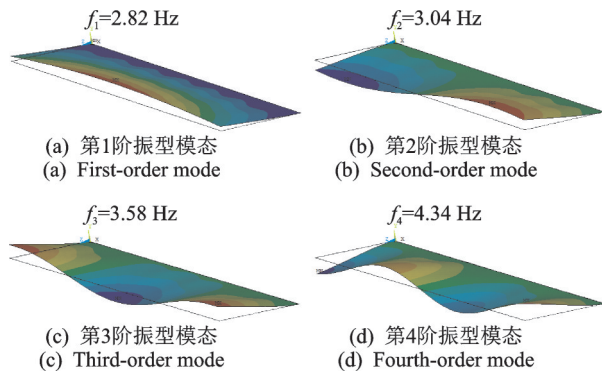 f1=2.82 Hz
f2=3.04 Hz
(a) 第1阶振型模态
(a) First-order mode
(b) 第2阶振型模态
(b) Second-order mode
f3=3.58 Hz
f4=4.34 Hz
(c) 第3阶振型模态
(c) Third-order mode
(d) 第4阶振型模态
(d) Fourth-order mode